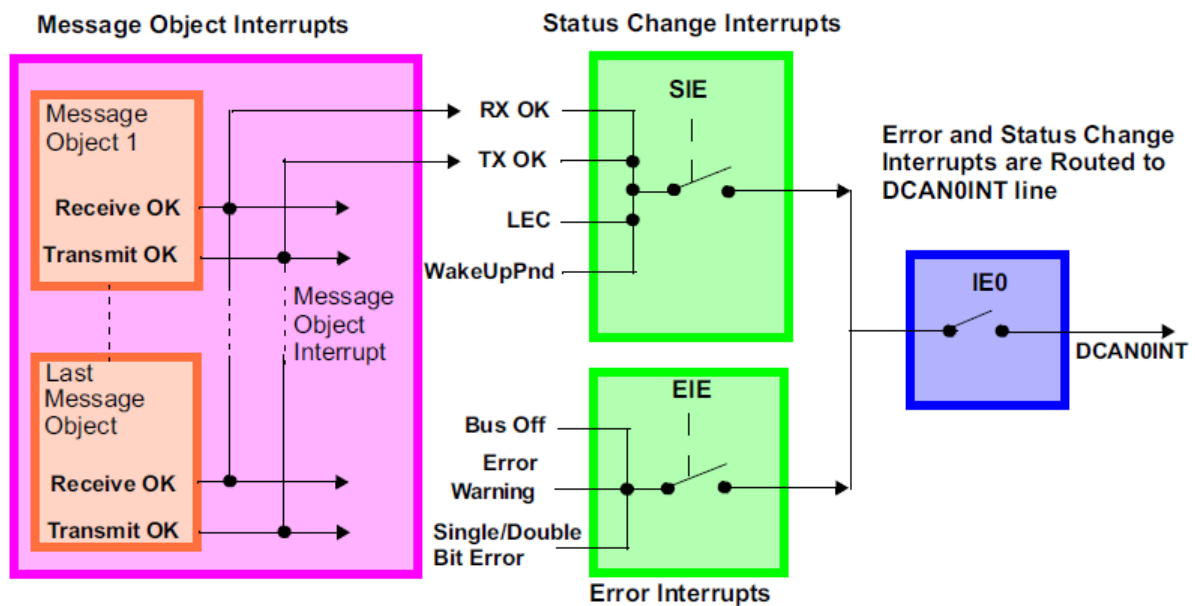 Message Object Interrupts
Message
Object 1
Receive OK
Transmit OK
Message
Object
Interrupt
Last
Message
Object
Receive OK
Transmit OK
Status Change Interrupts
RX OK
TX OK
LEC
WakeUpPnd
SIE
Bus Off
Error
Warning
Single/Double
Bit Error
EIE
Error Interrupts
Error and Status Change
Interrupts are Routed to
DCAN0INT line
IE0
DCAN0INT